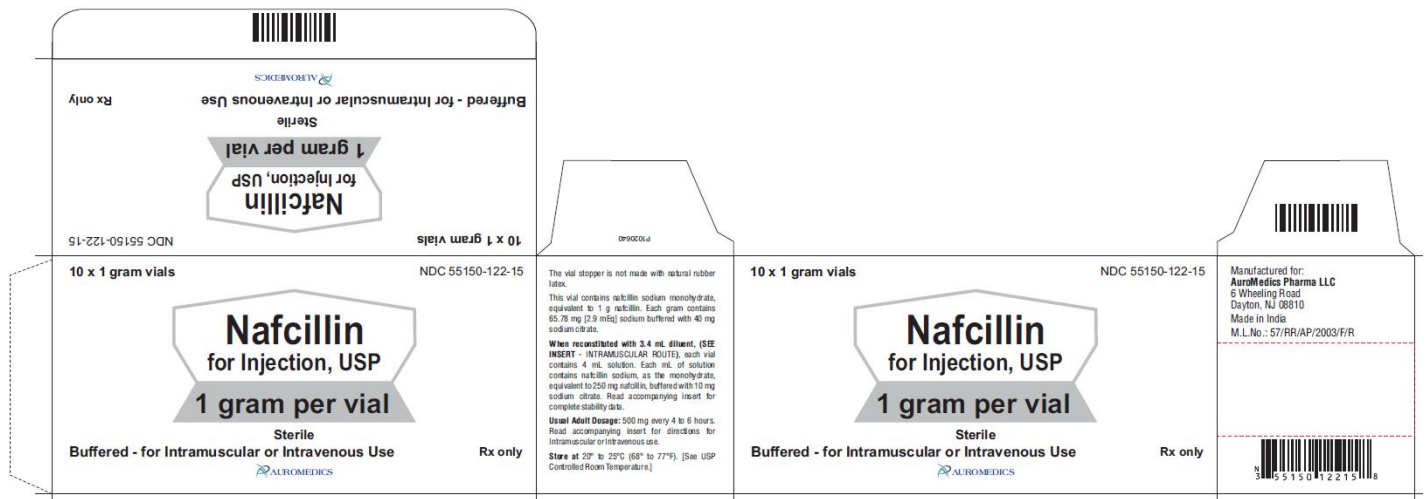 AUROMEDICS
Buffered - for Intramuscular or Intravenous Use
Rx only
Sterile
1 gram per vial
Nafcillin
for Injection, USP
10 x 1 gram vials
NDC 55150-122-15
P1020640
10 x 1 gram vials
NDC 55150-122-15
Nafcillin
for Injection, USP
1 gram per vial
Sterile
Buffered - for Intramuscular or Intravenous Use
Rx only
AUROMEDICS
The vial stopper is not made with natural rubber
latex.
This vial contains nafcillin sodium monohydrate,
equivalent to 1 g nafcillin. Each gram contains
65.78 mg [2.9 mEq] sodium buffered with 40 mg
sodium citrate.
When reconstituted with 3.4 mL diluent, (SEE
INSERT - INTRAMUSCULAR ROUTE), each vial
contains 4 mL solution. Each mL of solution
contains nafcillin sodium, as the monohydrate,
equivalent to 250 mg nafcillin, buffered with 10 mg
sodium citrate. Read accompanying insert for
complete stability data.
Usual Adult Dosage: 500 mg every 4 to 6 hours.
Read accompanying insert for directions for
Intramuscular or Intravenous use.
Store at 20° to 25°C (68° to 77°F). [See USP
Controlled Room Temperature.]
10 x 1 gram vials
NDC 55150-122-15
Nafcillin
for Injection, USP
1 gram per vial
Sterile
Buffered - for Intramuscular or Intravenous Use
Rx only
AUROMEDICS
Manufactured for:
AuroMedics Pharma LLC
6 Wheeling Road
Dayton, NJ 08810
Made in India
M.L.No.: 57/RR/AP/2003/F/R
N
3 55150 12215 8